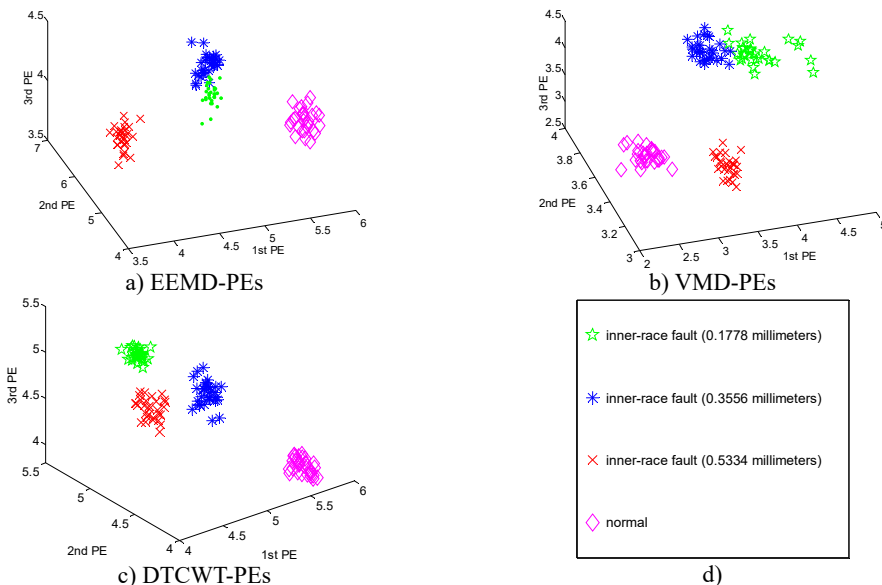 4.5
4
3.5
3rd PE
7
6
5
4
2nd PE
3.5
4
4.5
5
5.5
6
1st PE
a) EEMD-PEs
4.5
4
3.5
3
2.5
3rd PE
4
3.8
3.6
3.4
3.2
3
2nd PE
2
2.5
3
3.5
4
4.5
5
1st PE
b) VMD-PEs
5.5
5
4.5
4
3rd PE
5.5
5
4.5
4
2nd PE
4
4.5
5
5.5
6
1st PE
c) DTCWT-PEs
inner-race fault (0.1778 millimeters)
inner-race fault (0.3556 millimeters)
inner-race fault (0.5334 millimeters)
normal
d)